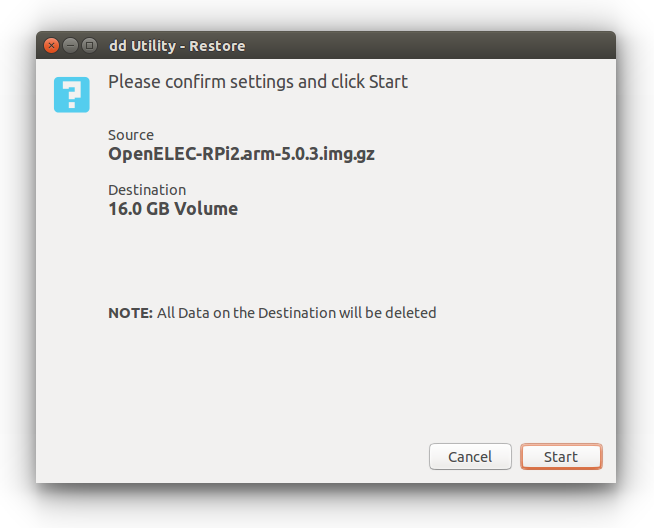 dd Utility - Restore
Please confirm settings and click Start
Source
OpenELEC-RPi2.arm-5.0.3.img.gz
Destination
16.0 GB Volume
NOTE: All Data on the Destination will be deleted
Cancel Start